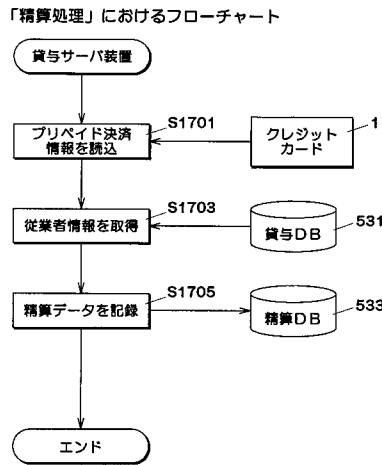 「精算処理」におけるフローチャート
貸与サーバ装置
S1701
プリペイド決済
情報を読込
クレジット
カード
1
S1703
従業者情報を取得
貸与DB
531
S1705
精算データを記録
精算DB
533
エンド